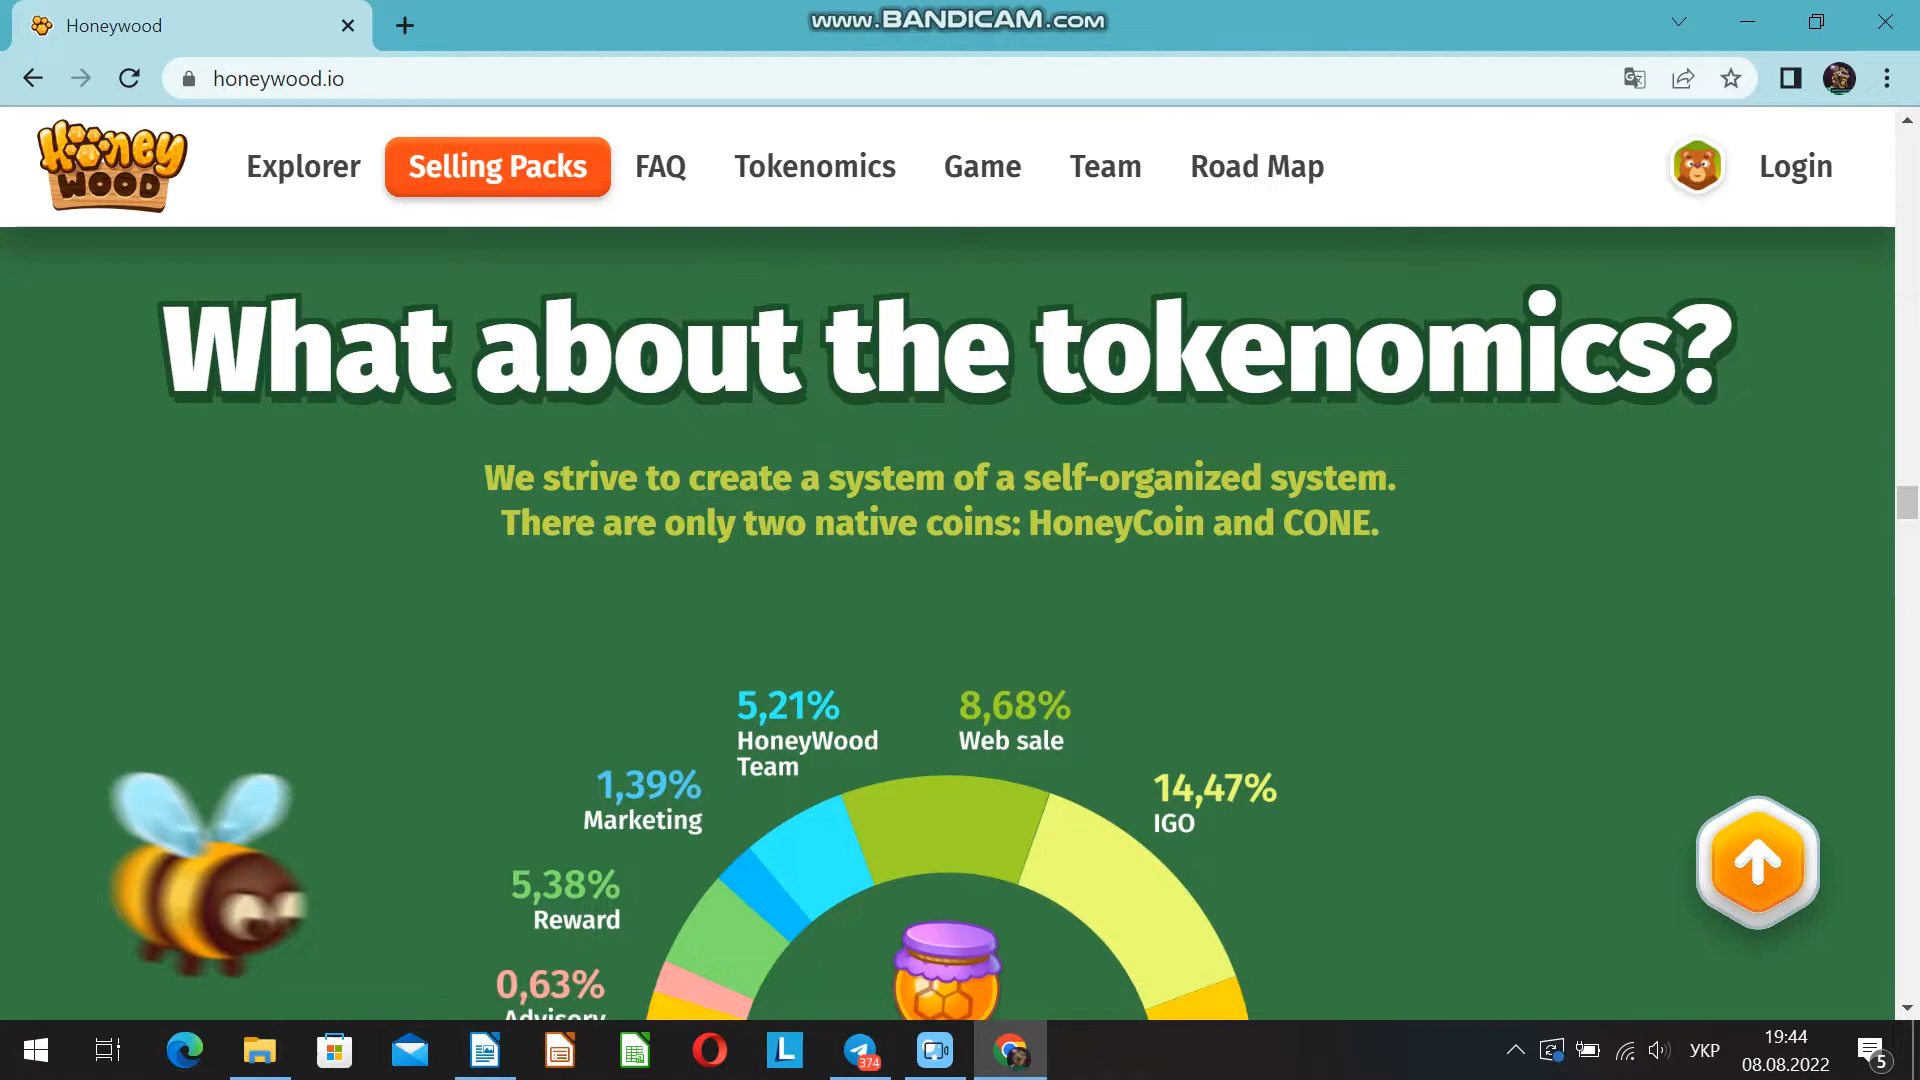 Honeywood
www.BANDICAM.com
honeywood.io
Honey
WOOD
Explorer
Selling Packs
FAQ
Tokenomics
Game
Team
Road Map
Login
What about the tokenomics?
We strive to create a system of a self-organized system.
There are only two native coins: HoneyCoin and CONE.
5,21%
HoneyWood
Team
8,68%
Web sale
1,39%
Marketing
14,47%
IGO
5,38%
Reward
0,63%
Advisory
L
374
УКР
19:44
08.08.2022
5